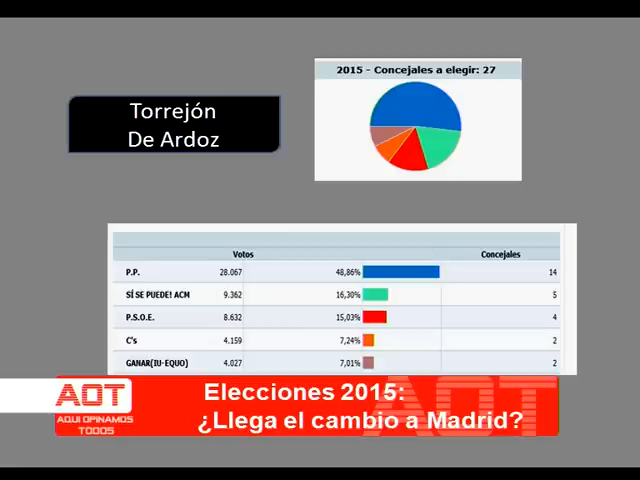 2015 - Concejales a elegir: 27
Torrejón
De Ardoz
Votos Concejales
P.P. 28.067 48,86% 14
SÍ SE PUEDE! ACM 9.362 16,30% 5
P.S.O.E. 8.632 15,03% 4
C's 4.159 7,24% 2
GANAR(IU-EQUO) 4.027 7,01% 2
AOT
AQUI OPINAMOS
TODOS
Elecciones 2015:
¿Llega el cambio a Madrid?
AOT